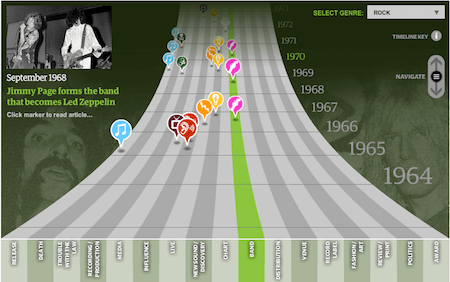 SELECT GENRE:
ROCK
TIMELINE KEY
i
NAVIGATE
1972
1971
1970
1969
1968
1967
1966
1965
1964
September 1968
Jimmy Page forms the band
that becomes Led Zeppelin
Click marker to read article...
RELEASE
DEATH
TROUBLE
WITH THE
LAW
RECORDING /
PRODUCTION
MEDIA
INFLUENCE
LIVE
NEW SOUND /
DISCOVERY
CHART
BAND
DISTRIBUTION
VENUE
RECORD
LABEL
FASHION /
ART
REVIEW /
PRINT
POLITICS
AWARD